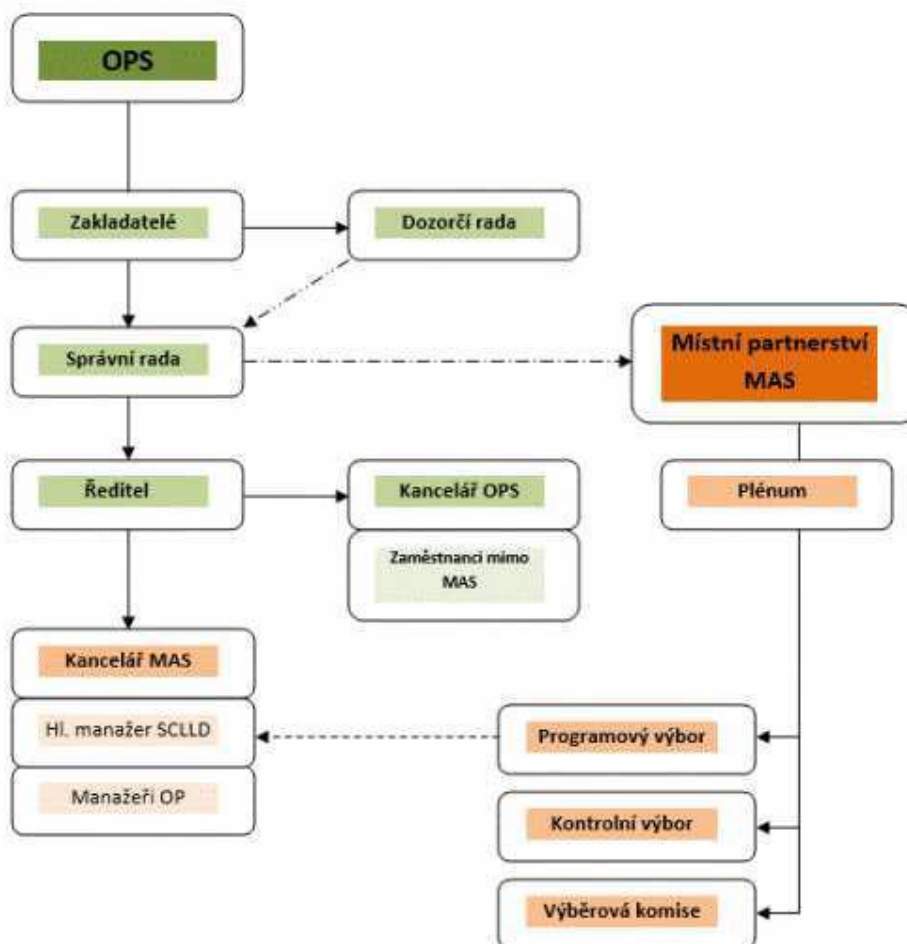 OPS
Zakladatelé
Dozorčí rada
Správní rada
Místní partnerství
MAS
Ředitel
Kancelář OPS
Plénum
Zaměstnanci mimo
MAS
Kancelář MAS
Hl. manažer SCLLD
Programový výbor
Manažeři OP
Kontrolní výbor
Výběrová komise